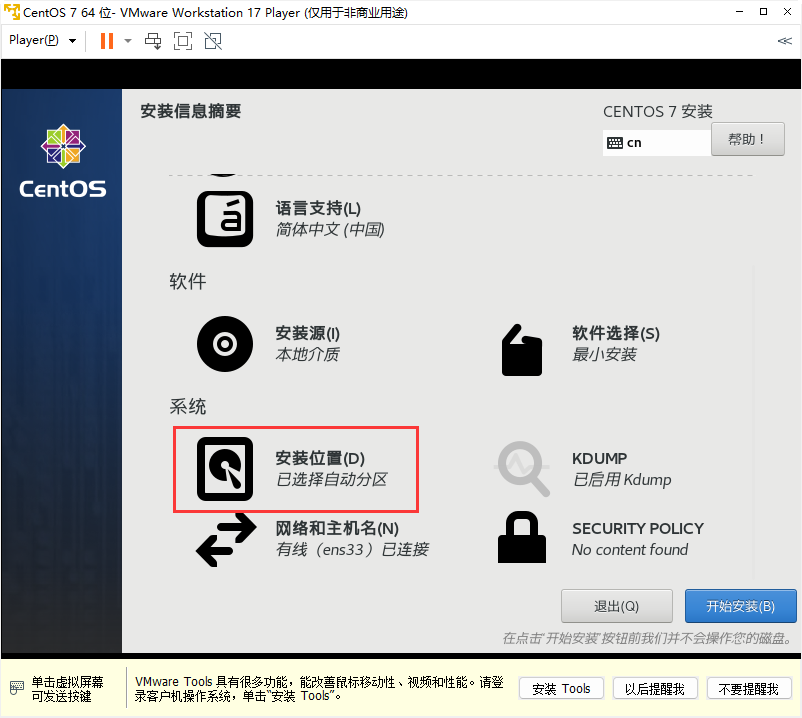 CentOS 7 64 位- VMware Workstation 17 Player (仅用于非商业用途)
Player(P)
安装信息摘要
CENTOS 7 安装
cn
帮助！
CentOS
语言支持(L)
简体中文 (中国)
软件
安装源(I)
本地介质
软件选择(S)
最小安装
系统
安装位置(D)
已选择自动分区
KDUMP
已启用 Kdump
网络和主机名(N)
有线（ens33）已连接
SECURITY POLICY
No content found
退出(Q)
开始安装(B)
在点击"开始安装"按钮前我们并不会操作您的磁盘。
单击虚拟屏幕
可发送按键
VMware Tools 具有很多功能，能改善鼠标移动性、视频和性能。请登
录客户机操作系统，单击"安装 Tools"。
安装 Tools
以后提醒我
不要提醒我